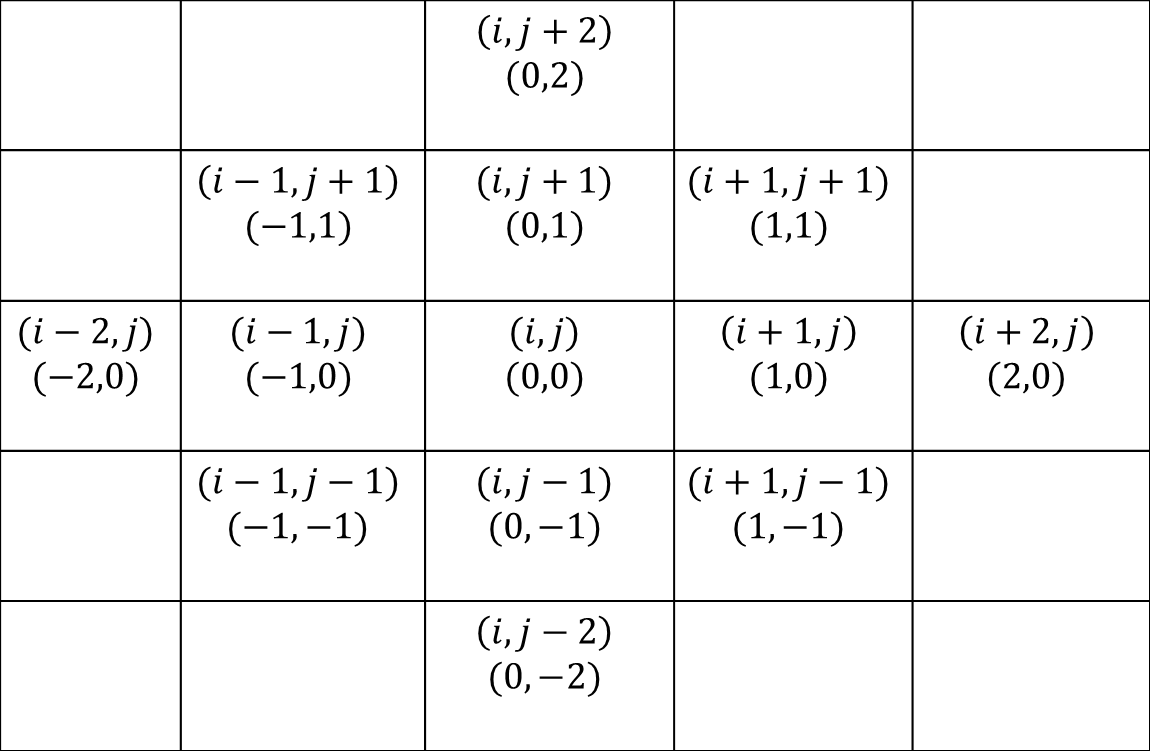 (i, j + 2)
(0,2)
(i − 1, j + 1) (i, j + 1) (i + 1, j + 1)
(−1,1) (0,1) (1,1)
(i − 2, j) (i − 1, j) (i, j) (i + 1, j) (i + 2, j)
(−2,0) (−1,0) (0,0) (1,0) (2,0)
(i − 1, j − 1) (i, j − 1) (i + 1, j − 1)
(−1, −1) (0, −1) (1, −1)
(i, j − 2)
(0, −2)